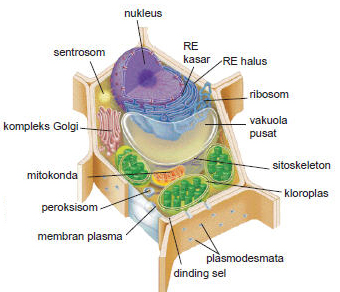 nukleus
sentrosom
RE
kasar
RE halus
ribosom
kompleks Golgi
vakuola
pusat
sitoskeleton
mitokonda
kloroplas
peroksisom
membran plasma
plasmodesmata
dinding sel